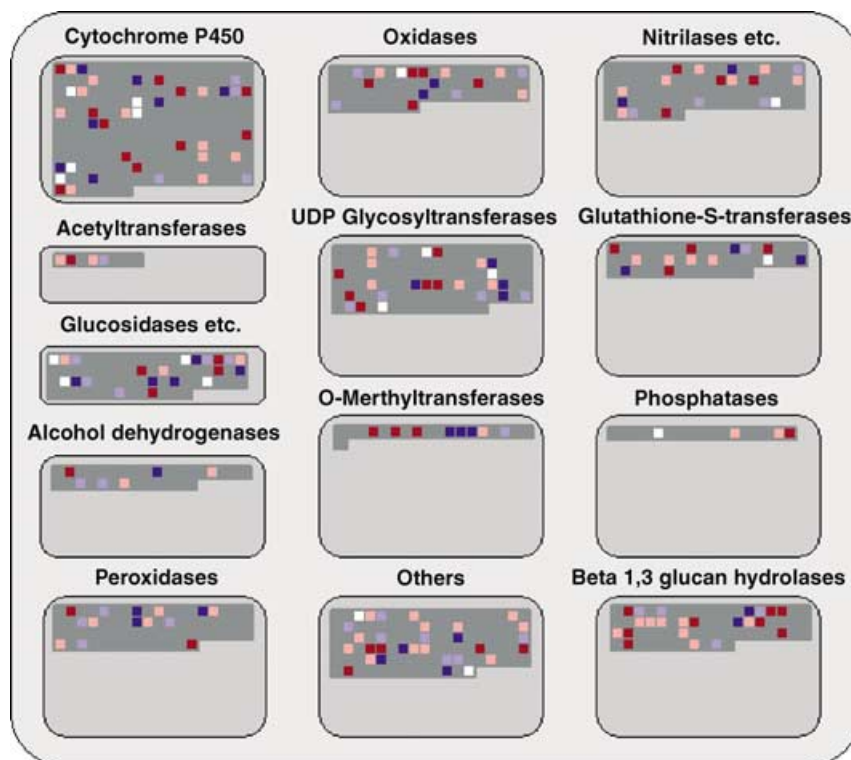 Cytochrome P450
Oxidases
Nitrilases etc.
Acetyltransferases
UDP Glycosyltransferases
Glutathione-S-transferases
Glucosidases etc.
O-Merthyltransferases
Phosphatases
Alcohol dehydrogenases
Peroxidases
Others
Beta 1,3 glucan hydrolases